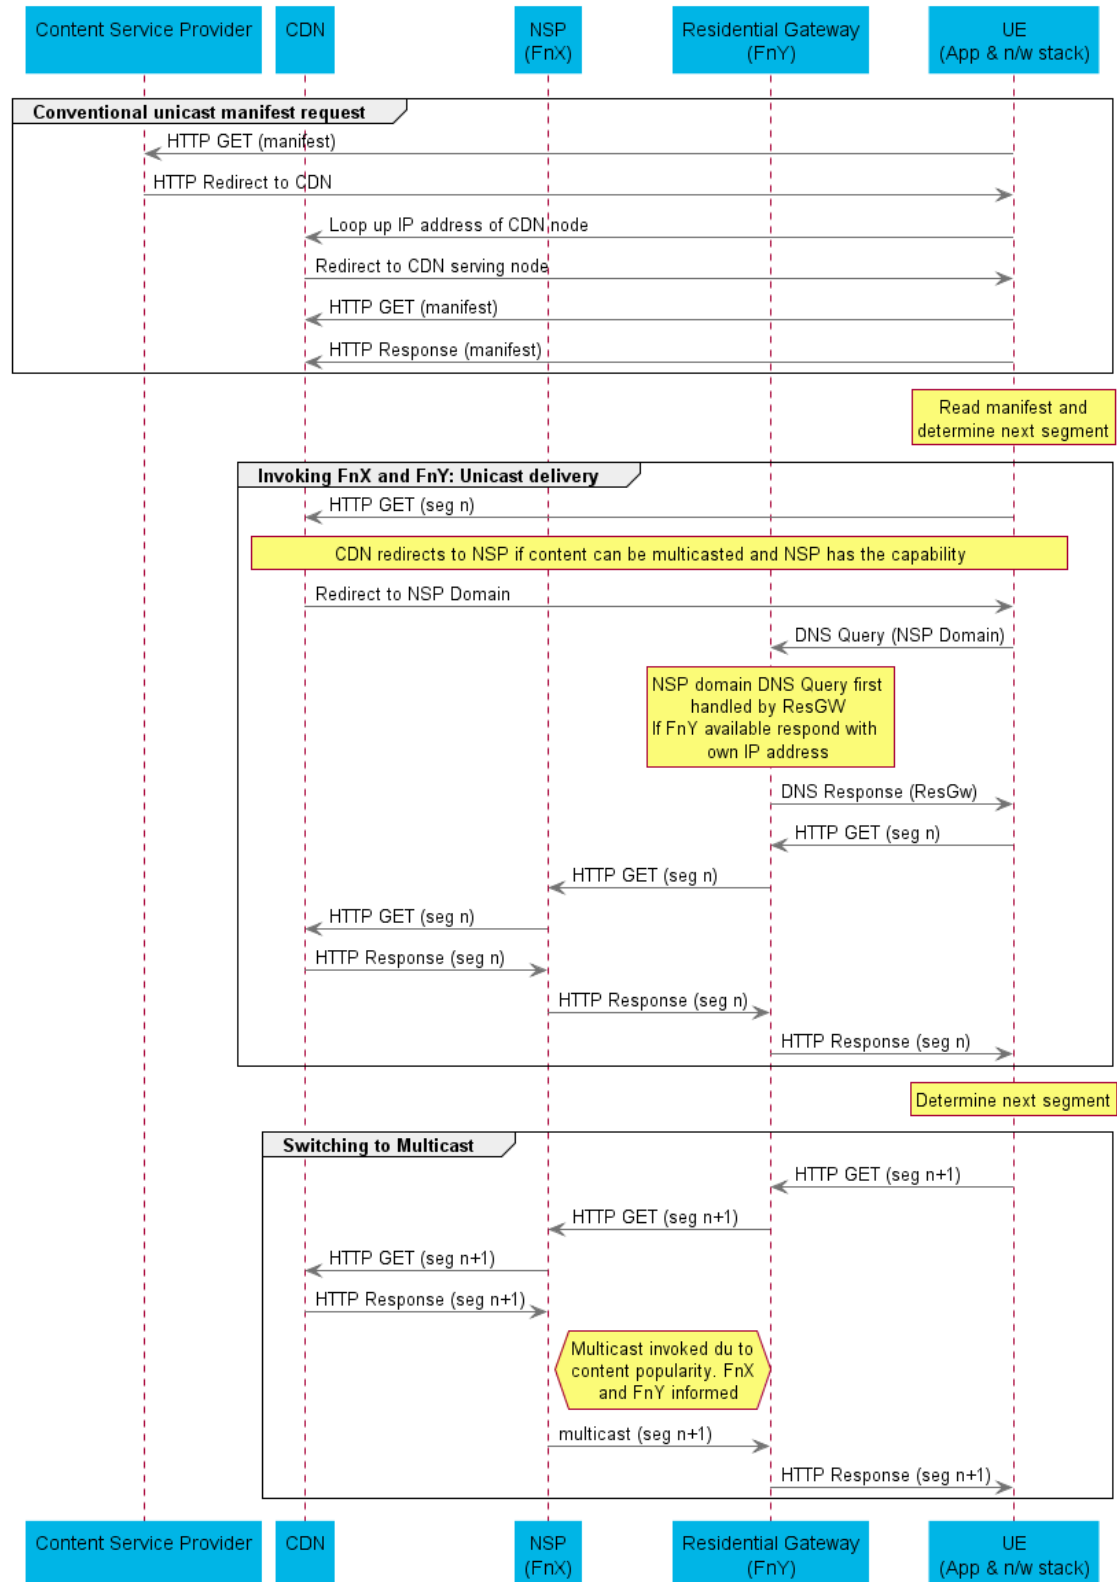 Content Service Provider
CDN
NSP
(FnX)
Residential Gateway
(FnY)
UE
(App & n/w stack)
Conventional unicast manifest request
HTTP GET (manifest)
HTTP Redirect to CDN
Loop up IP address of CDN node
Redirect to CDN serving node
HTTP GET (manifest)
HTTP Response (manifest)
Read manifest and
determine next segment
Invoking FnX and FnY: Unicast delivery
HTTP GET (seg n)
CDN redirects to NSP if content can be multicasted and NSP has the capability
Redirect to NSP Domain
DNS Query (NSP Domain)
NSP domain DNS Query first
handled by ResGW
If FnY available respond with
own IP address
DNS Response (ResGw)
HTTP GET (seg n)
HTTP GET (seg n)
HTTP GET (seg n)
HTTP Response (seg n)
HTTP Response (seg n)
HTTP Response (seg n)
Determine next segment
Switching to Multicast
HTTP GET (seg n+1)
HTTP GET (seg n+1)
HTTP GET (seg n+1)
HTTP Response (seg n+1)
Multicast invoked du to
content popularity. FnX
and FnY informed
multicast (seg n+1)
HTTP Response (seg n+1)
Content Service Provider
CDN
NSP
(FnX)
Residential Gateway
(FnY)
UE
(App & n/w stack)